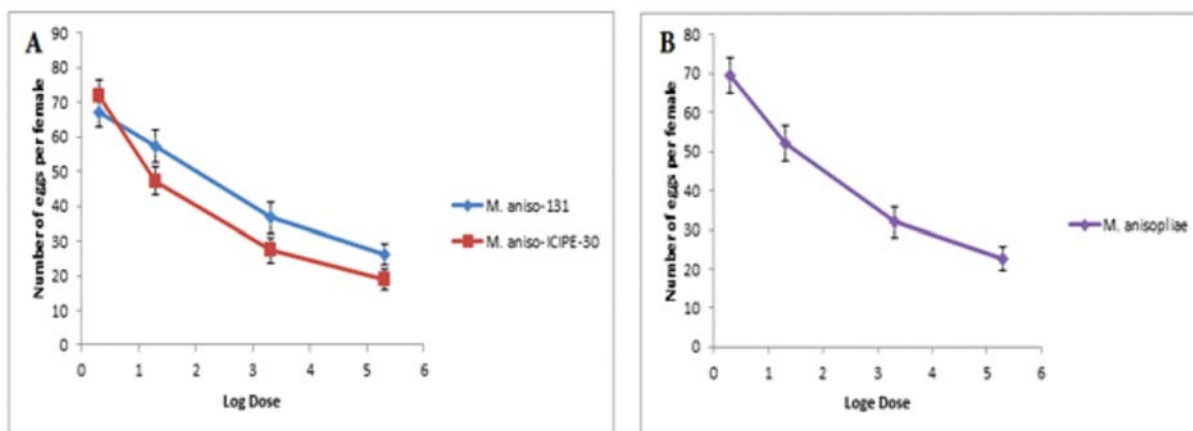 A
Number of eggs per female
90
80
70
60
50
40
30
20
10
0
0 1 2 3 4 5 6
Log Dose
M. aniso-131
M. aniso-ICIPE-30
B
Number of eggs per female
80
70
60
50
40
30
20
10
0
0 1 2 3 4 5 6
Loge Dose
M. anisopliae